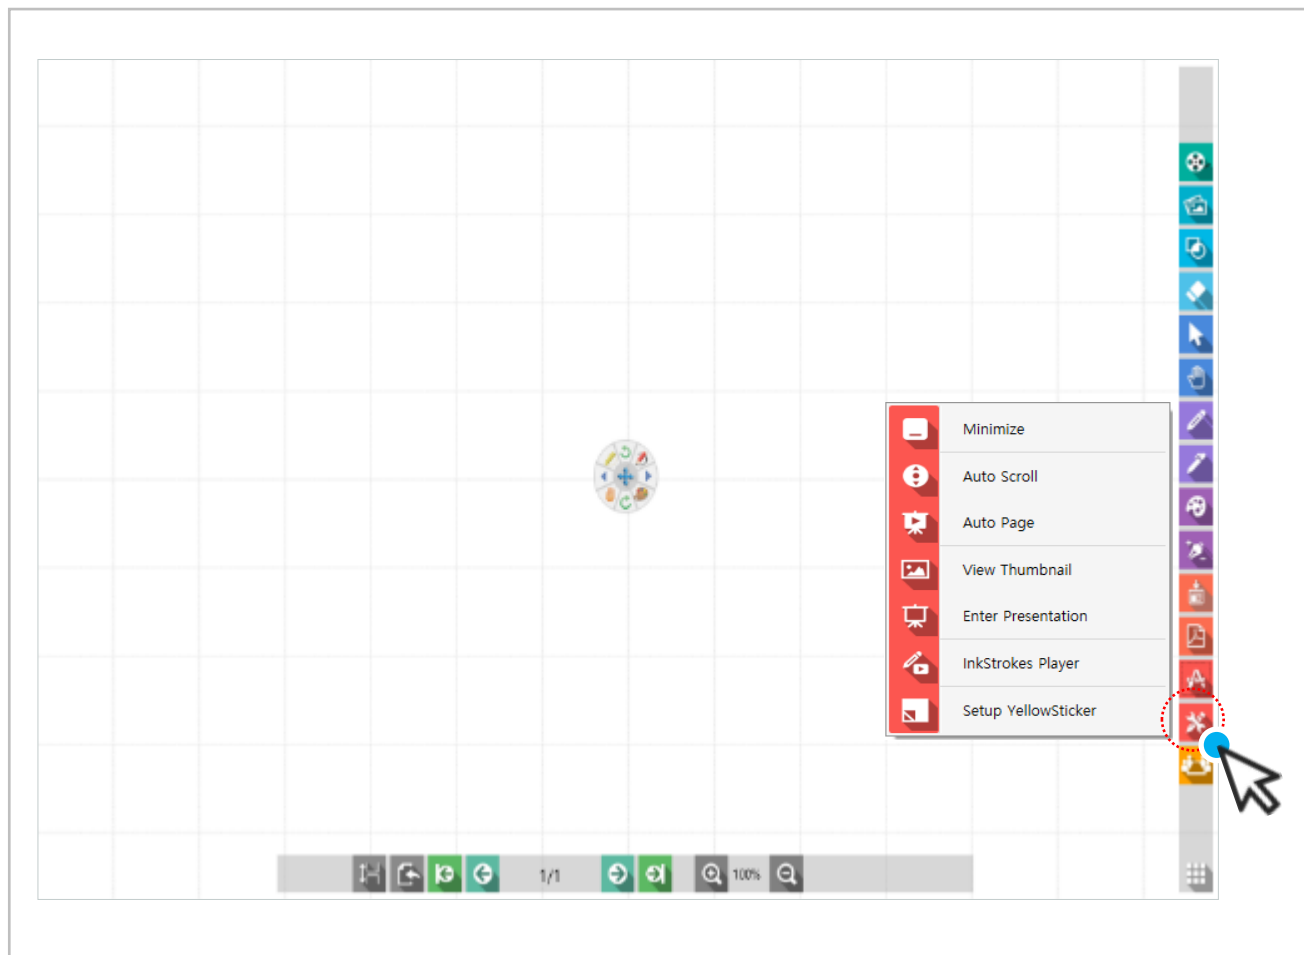 Minimize
Auto Scroll
Auto Page
View Thumbnail
Enter Presentation
InkStrokes Player
Setup YellowSticker
1/1
100%